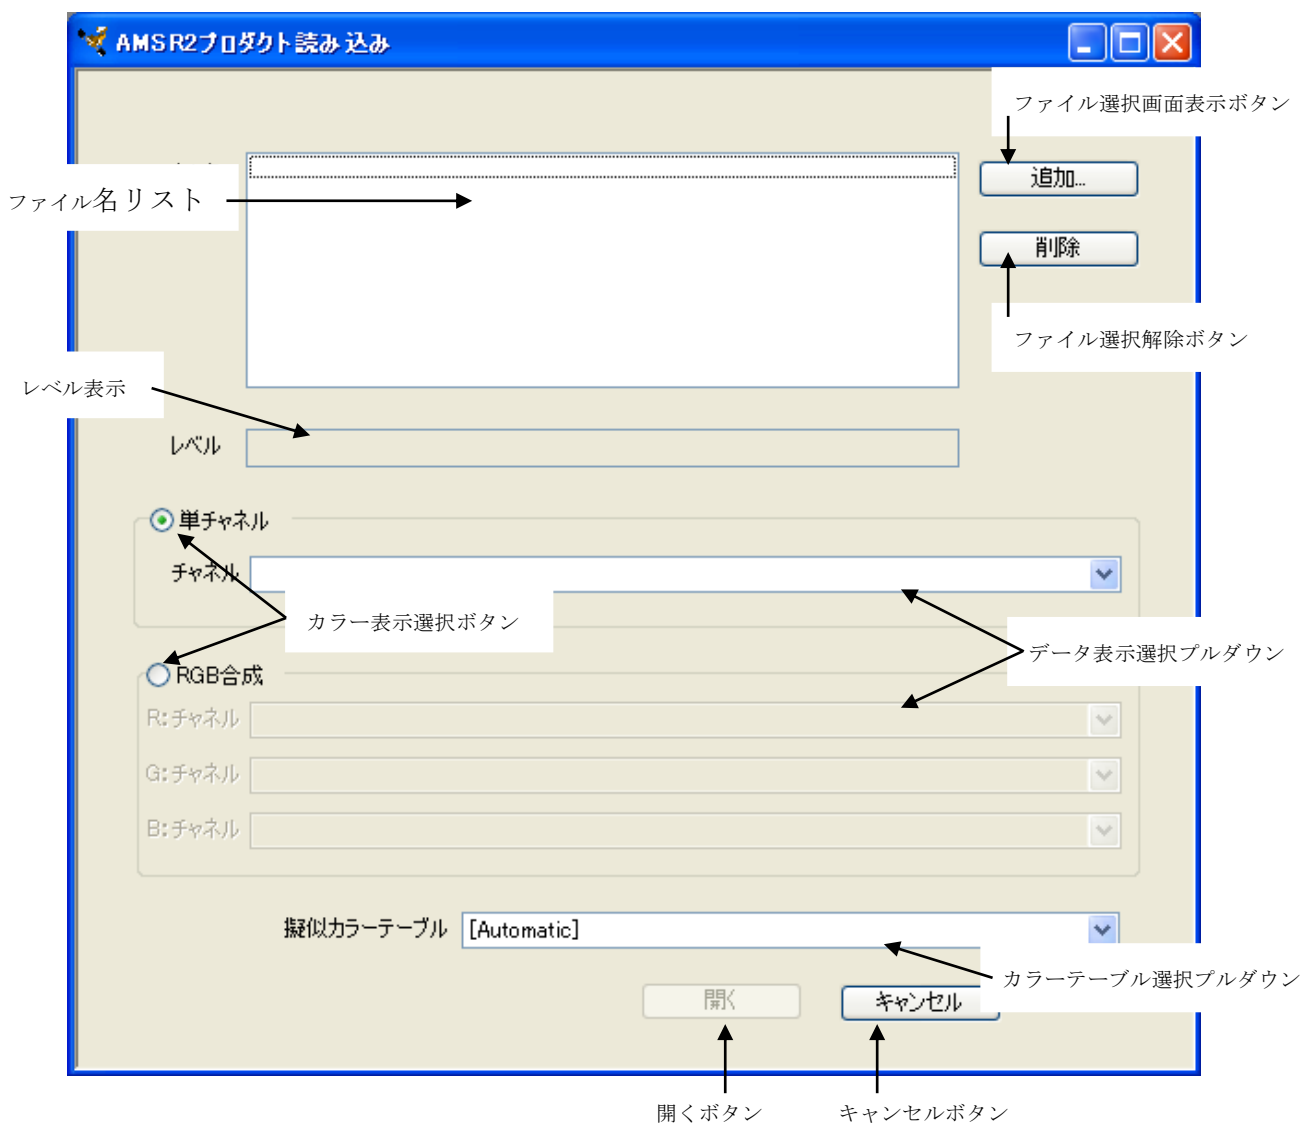 AMSR2プロダクト読み込み
ファイル選択画面表示ボタン
追加...
ファイル名リスト
削除
ファイル選択解除ボタン
レベル表示
レベル
単チャネル
チャネル
カラー表示選択ボタン
データ表示選択プルダウン
RGB合成
R:チャネル
G:チャネル
B:チャネル
擬似カラーテーブル [Automatic]
カラーテーブル選択プルダウン
開く キャンセル
開くボタン キャンセルボタン